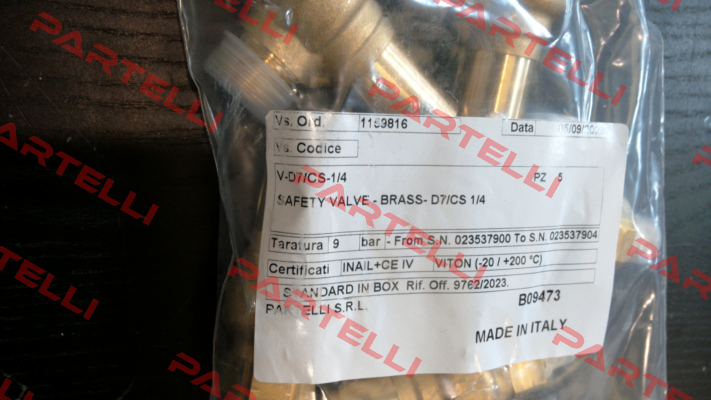 PARTELLI
Vs. Ord. 1189816 Data
Vs. Codice
V-D7/CS-1/4 PZ 5
SAFETY VALVE - BRASS- D7/CS 1/4
Taratura 9 bar - From S.N. 023537900 To S.N. 023537904
Certificati INAIL+CE IV VITON (-20 / +200 °C)
STANDARD IN BOX Rif. Off. 9762/2023.
PARTELLI S.R.L. B09473
MADE IN ITALY